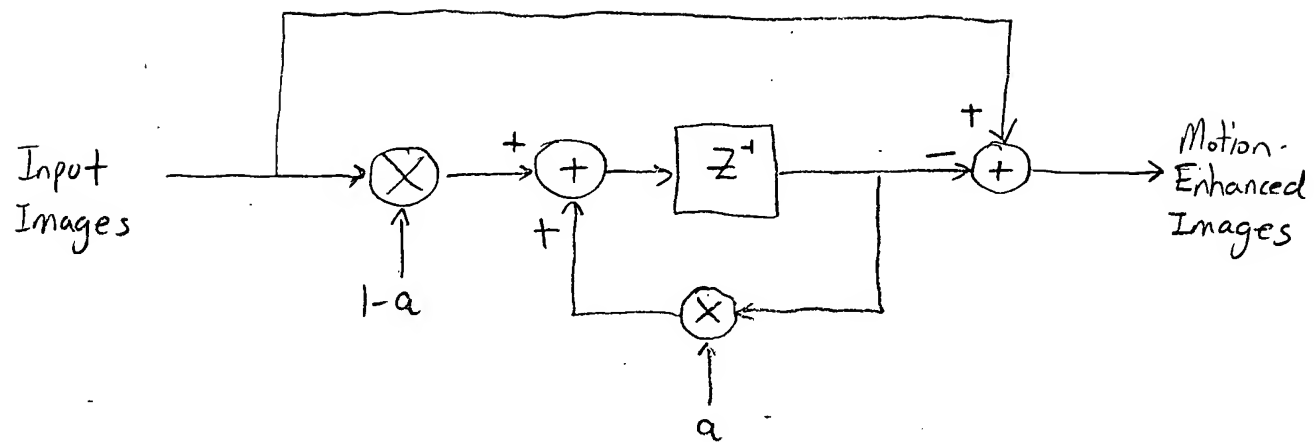 Input
Images
1-a
+
+
+
z⁻¹
a
−
+
+
Motion-
Enhanced
Images